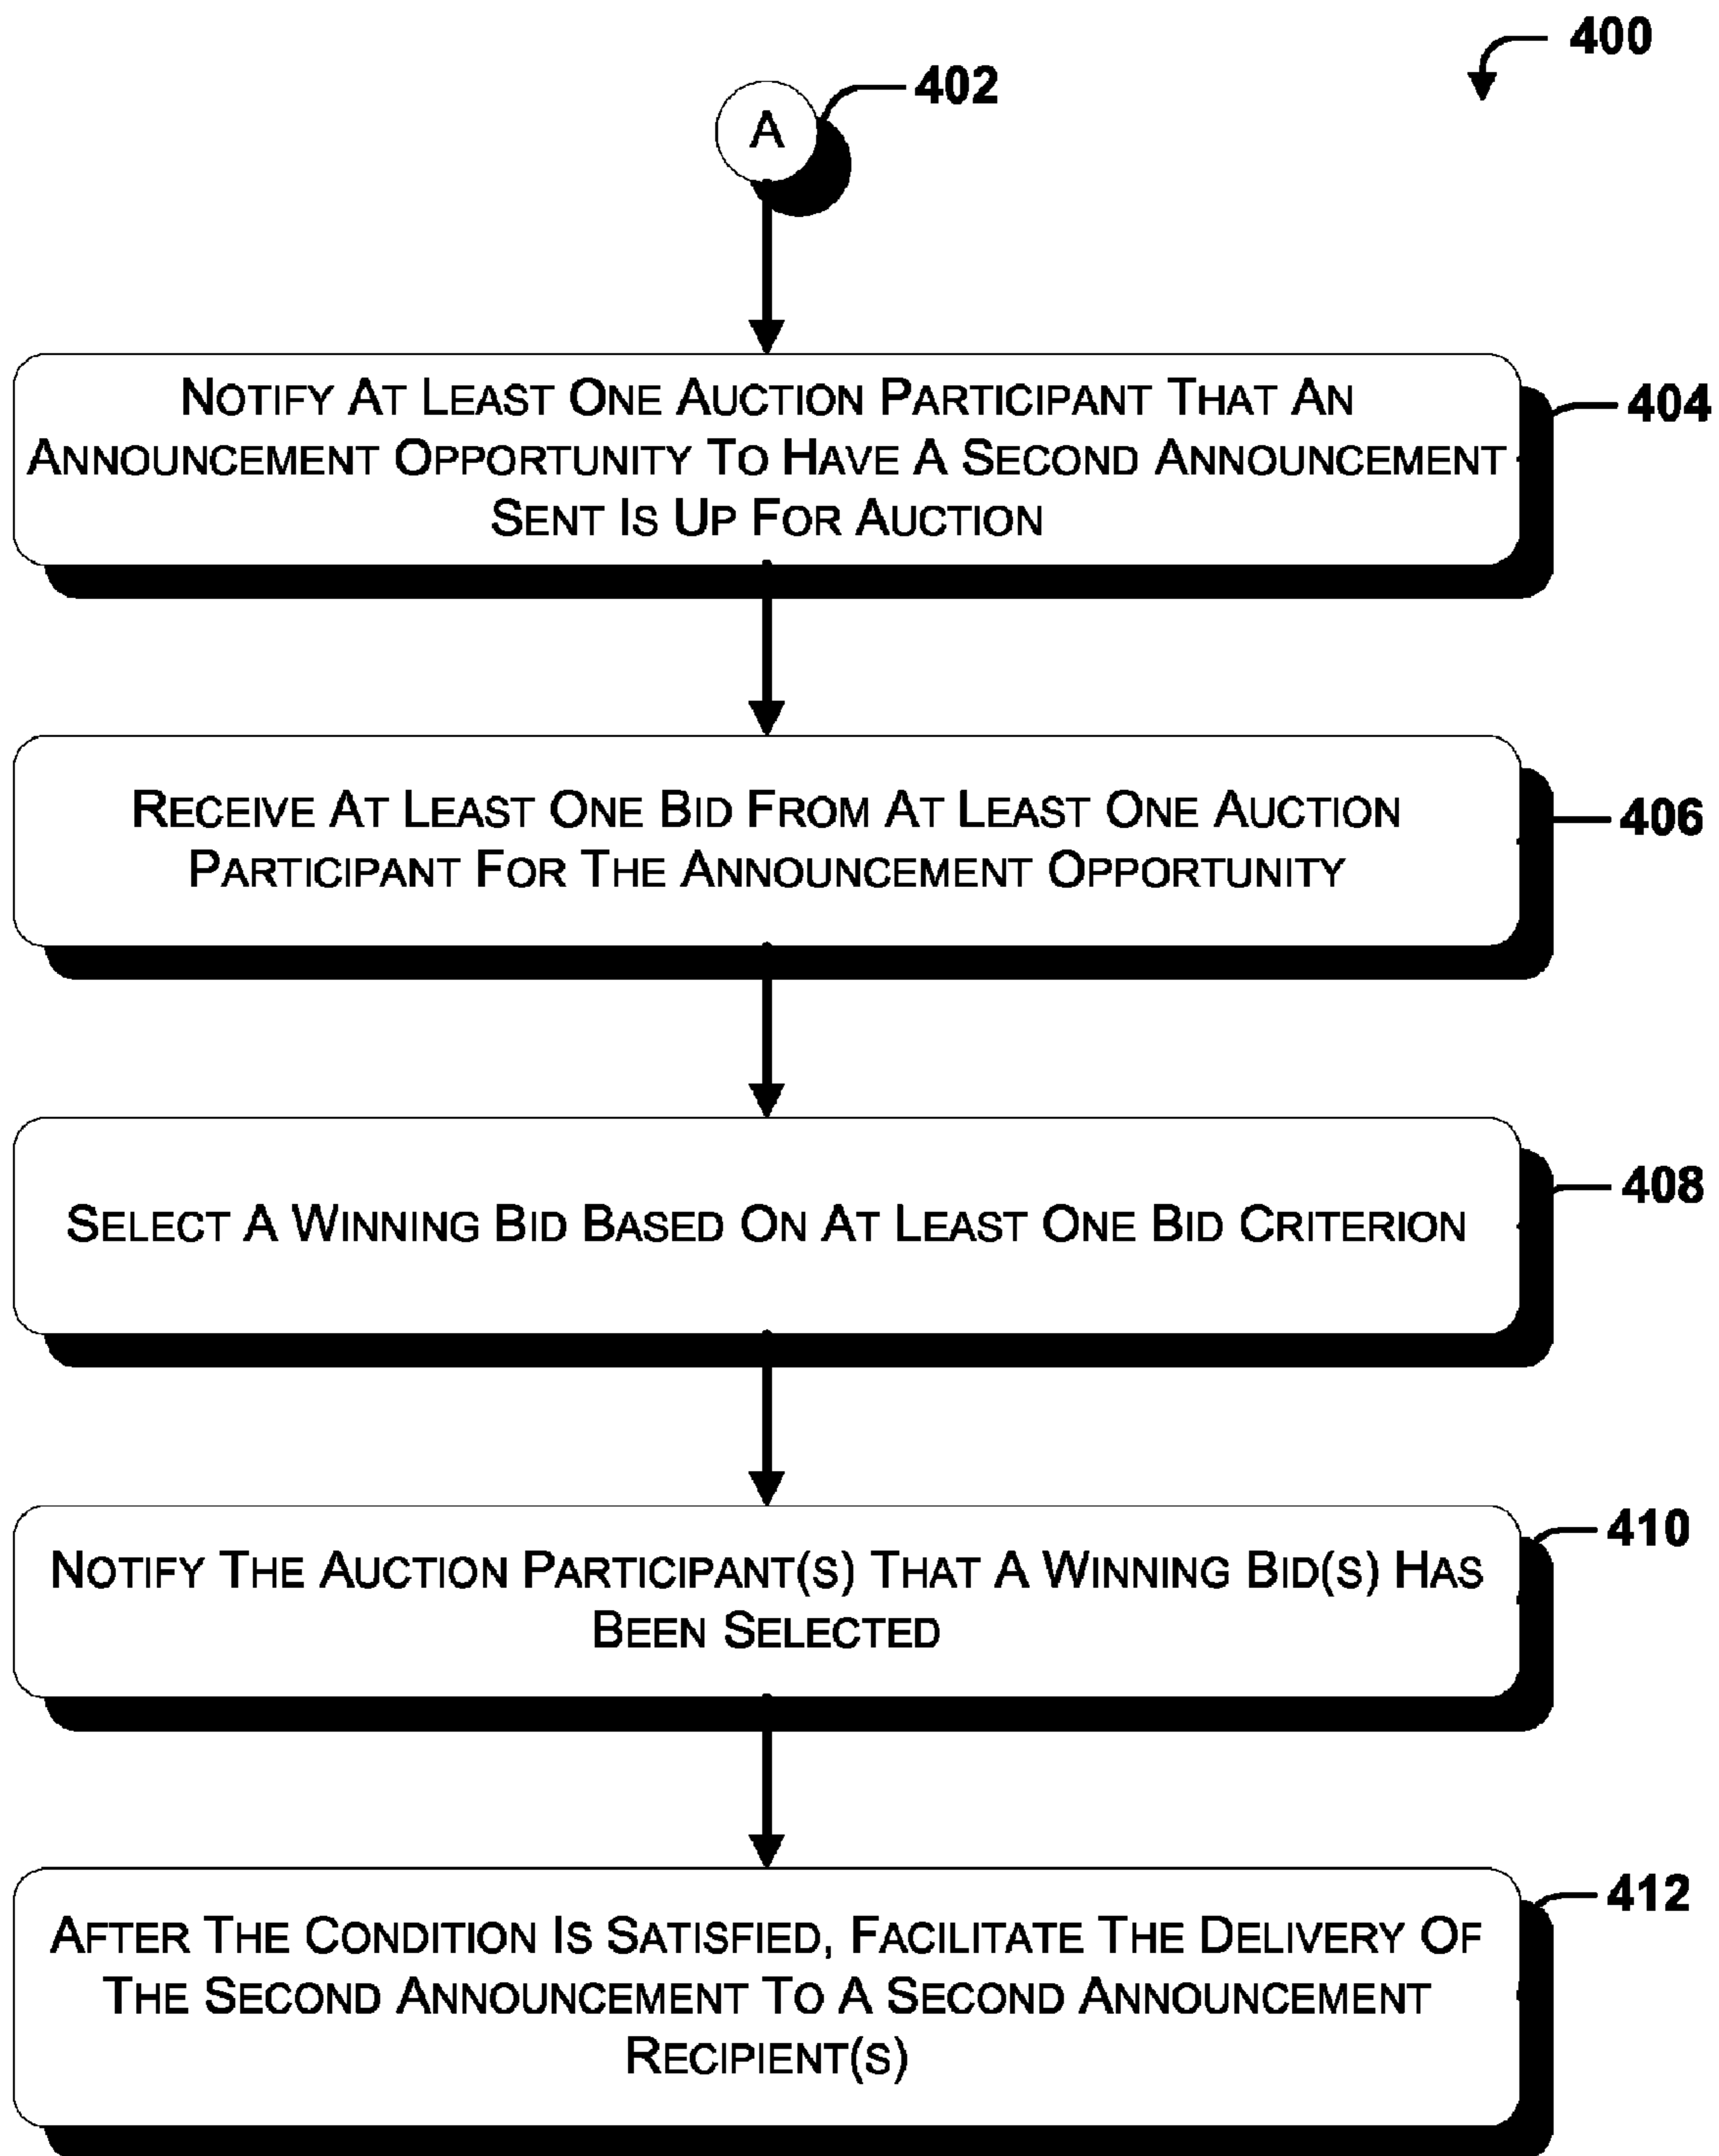 400
402
A
NOTIFY AT LEAST ONE AUCTION PARTICIPANT THAT AN
ANNOUNCEMENT OPPORTUNITY TO HAVE A SECOND ANNOUNCEMENT
SENT IS UP FOR AUCTION
404
RECEIVE AT LEAST ONE BID FROM AT LEAST ONE AUCTION
PARTICIPANT FOR THE ANNOUNCEMENT OPPORTUNITY
406
SELECT A WINNING BID BASED ON AT LEAST ONE BID CRITERION
408
NOTIFY THE AUCTION PARTICIPANT(S) THAT A WINNING BID(S) HAS
BEEN SELECTED
410
AFTER THE CONDITION IS SATISFIED, FACILITATE THE DELIVERY OF
THE SECOND ANNOUNCEMENT TO A SECOND ANNOUNCEMENT
RECIPIENT(S)
412